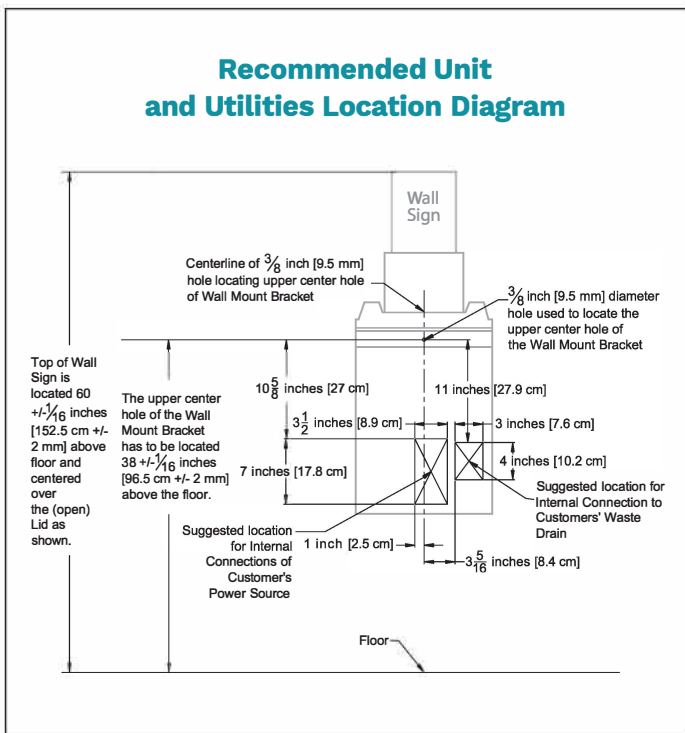 Recommended Unit
and Utilities Location Diagram
Wall
Sign
Centerline of 3/8 inch [9.5 mm]
hole locating upper center hole
of Wall Mount Bracket
3/8 inch [9.5 mm] diameter
hole used to locate the
upper center hole of
the Wall Mount Bracket
Top of Wall
Sign is
located 60
+/-1/16 inches
[152.5 cm +/-
2 mm] above
floor and
centered
over
the (open)
Lid as
shown.
The upper center
hole of the Wall
Mount Bracket
has to be located
38 +/-1/16 inches
[96.5 cm +/- 2 mm]
above the floor.
10 5/8 inches [27 cm]
11 inches [27.9 cm]
3 1/2 inches [8.9 cm]
3 inches [7.6 cm]
7 inches [17.8 cm]
4 inches [10.2 cm]
Suggested location for
Internal Connection to
Customers' Waste
Drain
Suggested location
for Internal
Connections of
Customer's
Power Source
1 inch [2.5 cm]
3 5/16 inches [8.4 cm]
Floor